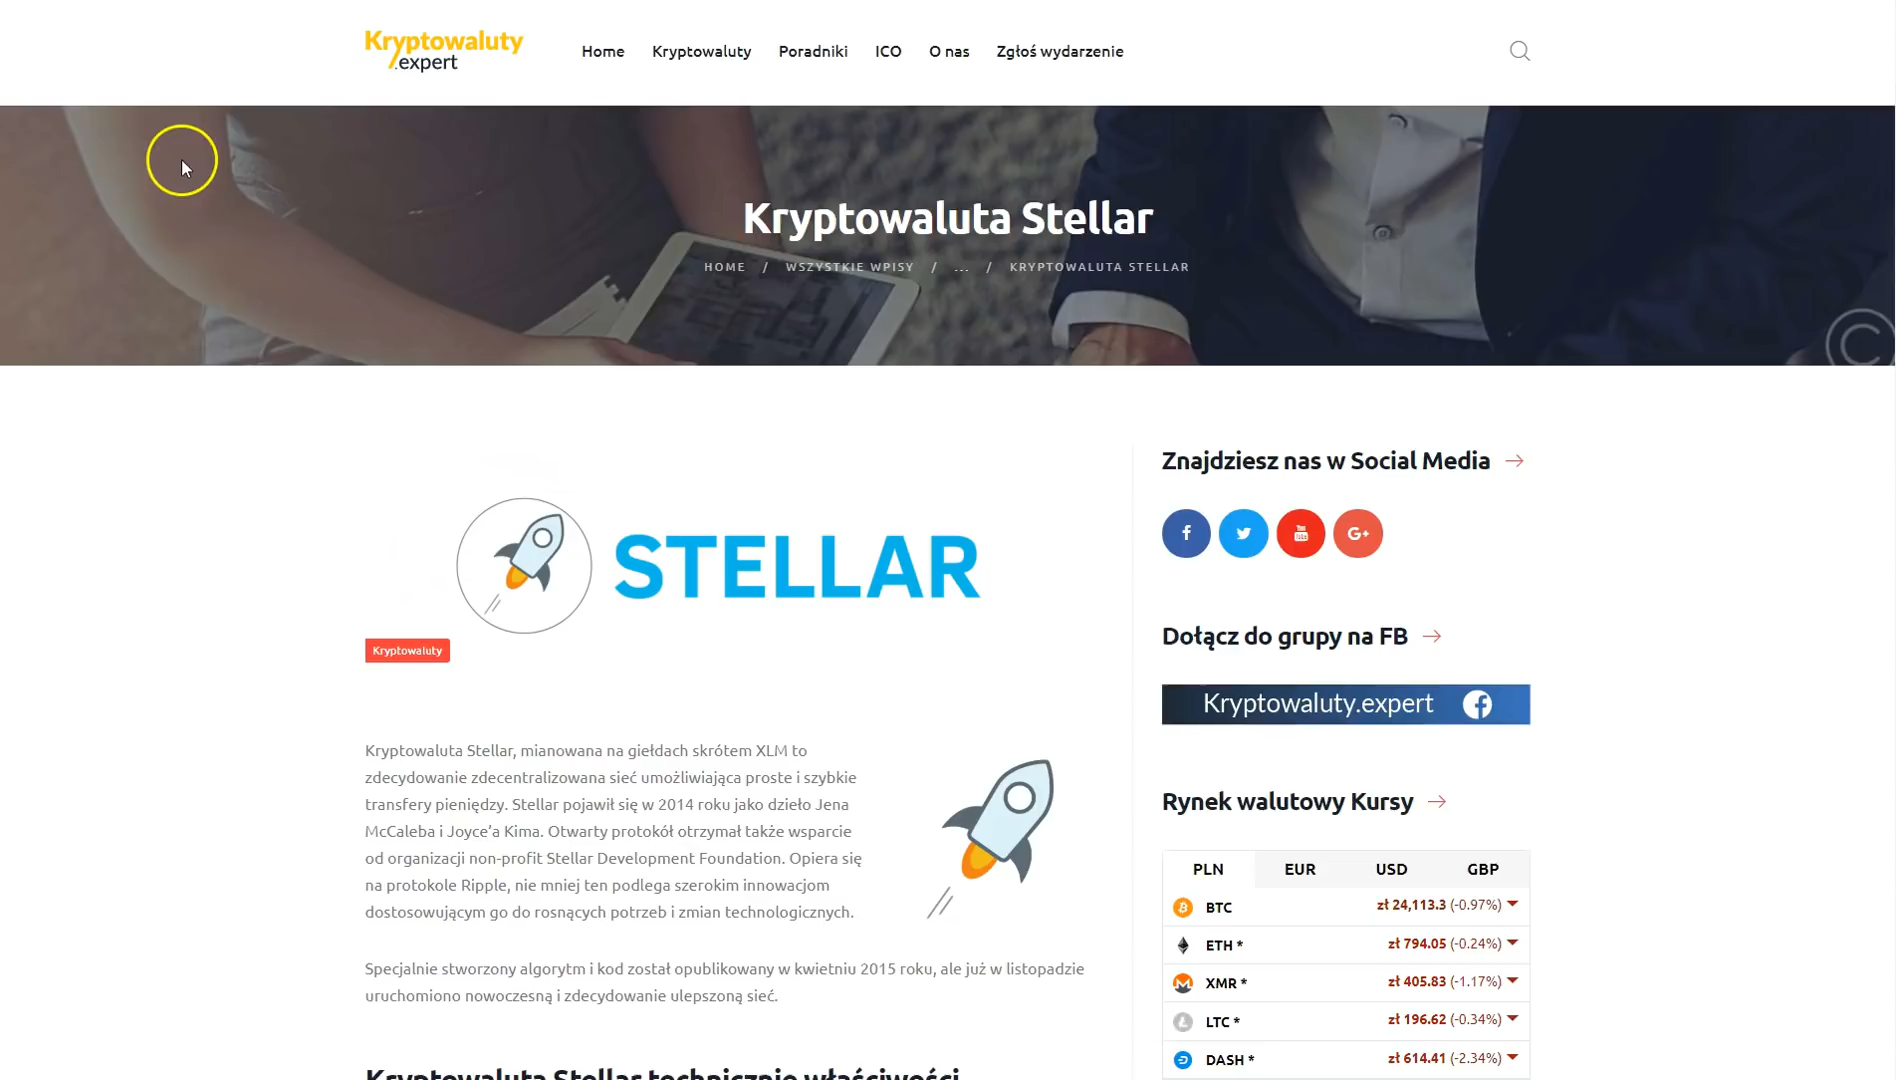 Kryptowaluty
.expert
Home Kryptowaluty Poradniki ICO O nas Zgłoś wydarzenie
Kryptowaluta Stellar
HOME / WSZYSTKIE WPISY / ... / KRYPTOWALUTA STELLAR
STELLAR
Kryptowaluty
Kryptowaluta Stellar, mianowana na giełdach skrótem XLM to
zdecydowanie zdecentralizowana sieć umożliwiająca proste i szybkie
transfery pieniędzy. Stellar pojawił się w 2014 roku jako dzieło Jena
McCaleba i Joyce’a Kima. Otwarty protokół otrzymał także wsparcie
od organizacji non-profit Stellar Development Foundation. Opiera się
na protokole Ripple, nie mniej ten podlega szerokim innowacjom
dostosowującym go do rosnących potrzeb i zmian technologicznych.
Specjalnie stworzony algorytm i kod został opublikowany w kwietniu 2015 roku, ale już w listopadzie
uruchomiono nowoczesną i zdecydowanie ulepszoną sieć.
Kryptowaluta Stellar technicznie właściwości
Znajdziesz nas w Social Media
f You Tube G+
Dołącz do grupy na FB
Kryptowaluty.expert f
Rynek walutowy Kursy
PLN EUR USD GBP
BTC zł 24,113.3 (-0.97%)
ETH * zł 794.05 (-0.24%)
XMR * zł 405.83 (-1.17%)
LTC * zł 196.62 (-0.34%)
DASH * zł 614.41 (-2.34%)